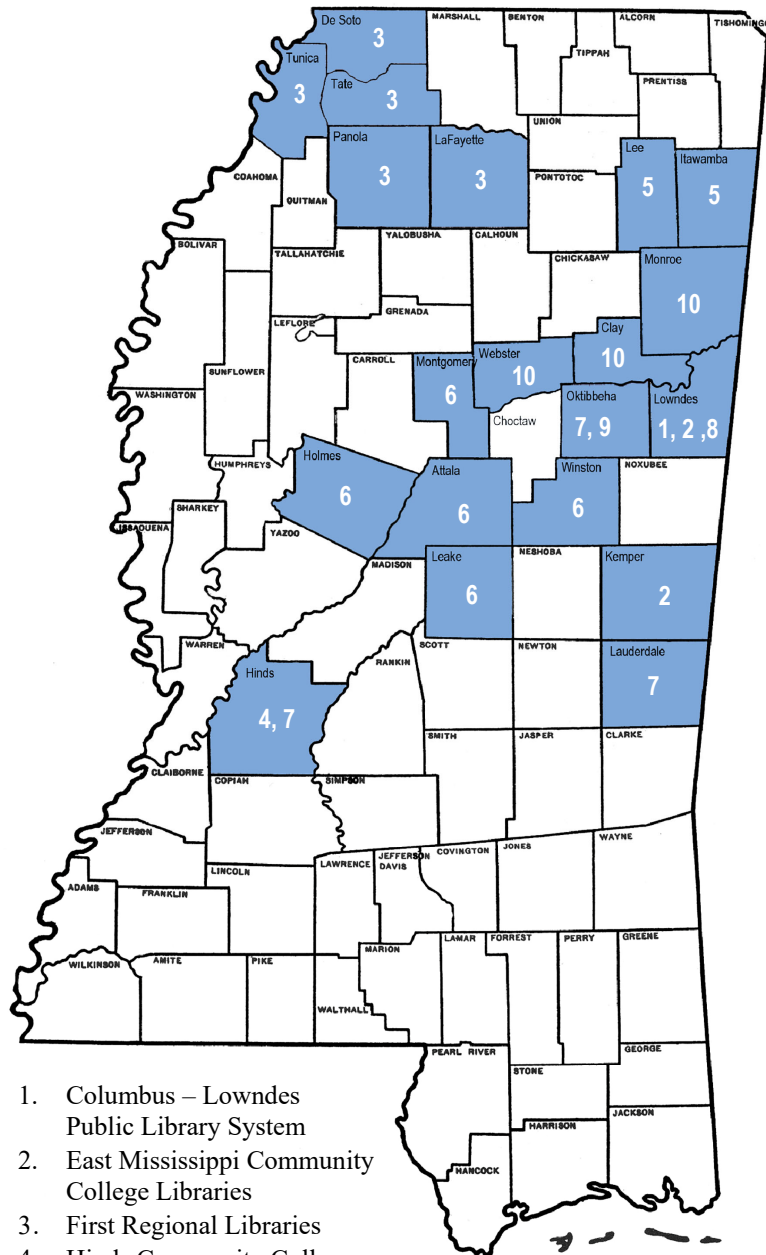 De Soto
3
MARSHALL
BENTON
ALCORN
TISHOMINGO
TIPPAH
Tunica
3
Tate
3
PRENTISS
UNION
Panola
3
LaFayette
3
Lee
5
Itawamba
5
COAHOMA
QUITMAN
PONTOTOC
BOLIVAR
TALLAHATCHIE
YALOBUSHA
CALHOUN
CHICKASAW
Monroe
10
GRENADA
LEFLORE
Clay
10
SUNFLOWER
CARROLL
Montgomery
6
Webster
10
WASHINGTON
Choctaw
Oktibbeha
7, 9
Lowndes
1, 2 ,8
HUMPHREYS
Holmes
6
Attala
6
Winston
6
NOXUBEE
SHARKEY
ISSAQUENA
YAZOO
MADISON
Leake
6
NESHOBA
Kemper
2
WARREN
Hinds
4, 7
RANKIN
SCOTT
NEWTON
Lauderdale
7
SMITH
JASPER
CLARKE
CLAIBORNE
COPIAH
SIMPSON
JEFFERSON
LINCOLN
LAWRENCE
JEFFERSON
DAVIS
COVINGTON
JONES
WAYNE
ADAMS
FRANKLIN
MARION
LAMAR
FORREST
PERRY
GREENE
WILKINSON
AMITE
PIKE
WALTHALL
PEARL RIVER
GEORGE
STONE
JACKSON
HARRISON
HANCOCK
1. Columbus – Lowndes
Public Library System
2. East Mississippi Community
College Libraries
3. First Regional Libraries